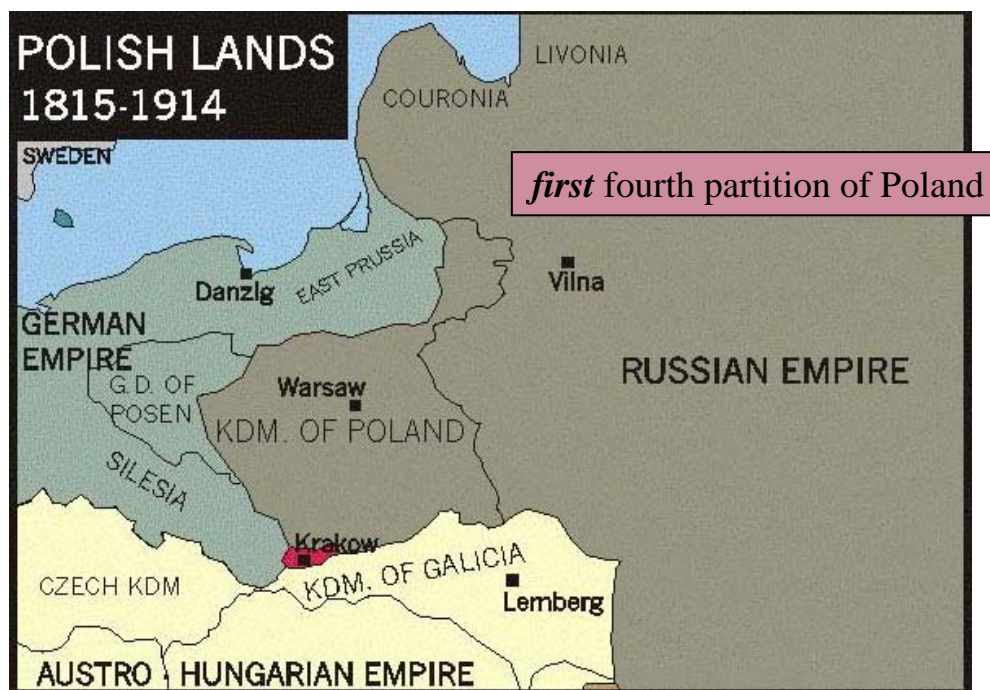 POLISH LANDS
1815-1914
LIVONIA
COURONIA
SWEDEN
first fourth partition of Poland
EAST PRUSSIA
Vilna
Danzig
GERMAN
EMPIRE
RUSSIAN EMPIRE
G.D. OF
POSEN
Warsaw
KDM. OF POLAND
SILESIA
Krakow
KDM. OF GALICIA
CZECH KDM
Lemberg
AUSTRO HUNGARIAN EMPIRE